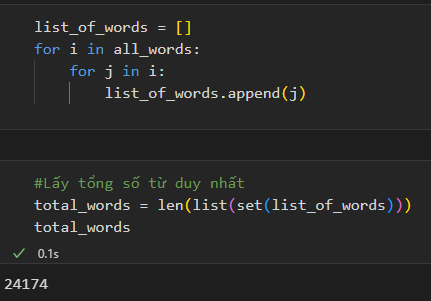 list_of_words = []
for i in all_words:
    for j in i:
        list_of_words.append(j)
#Lấy tổng số từ duy nhất
total_words = len(list(set(list_of_words)))
total_words
0.1s
24174